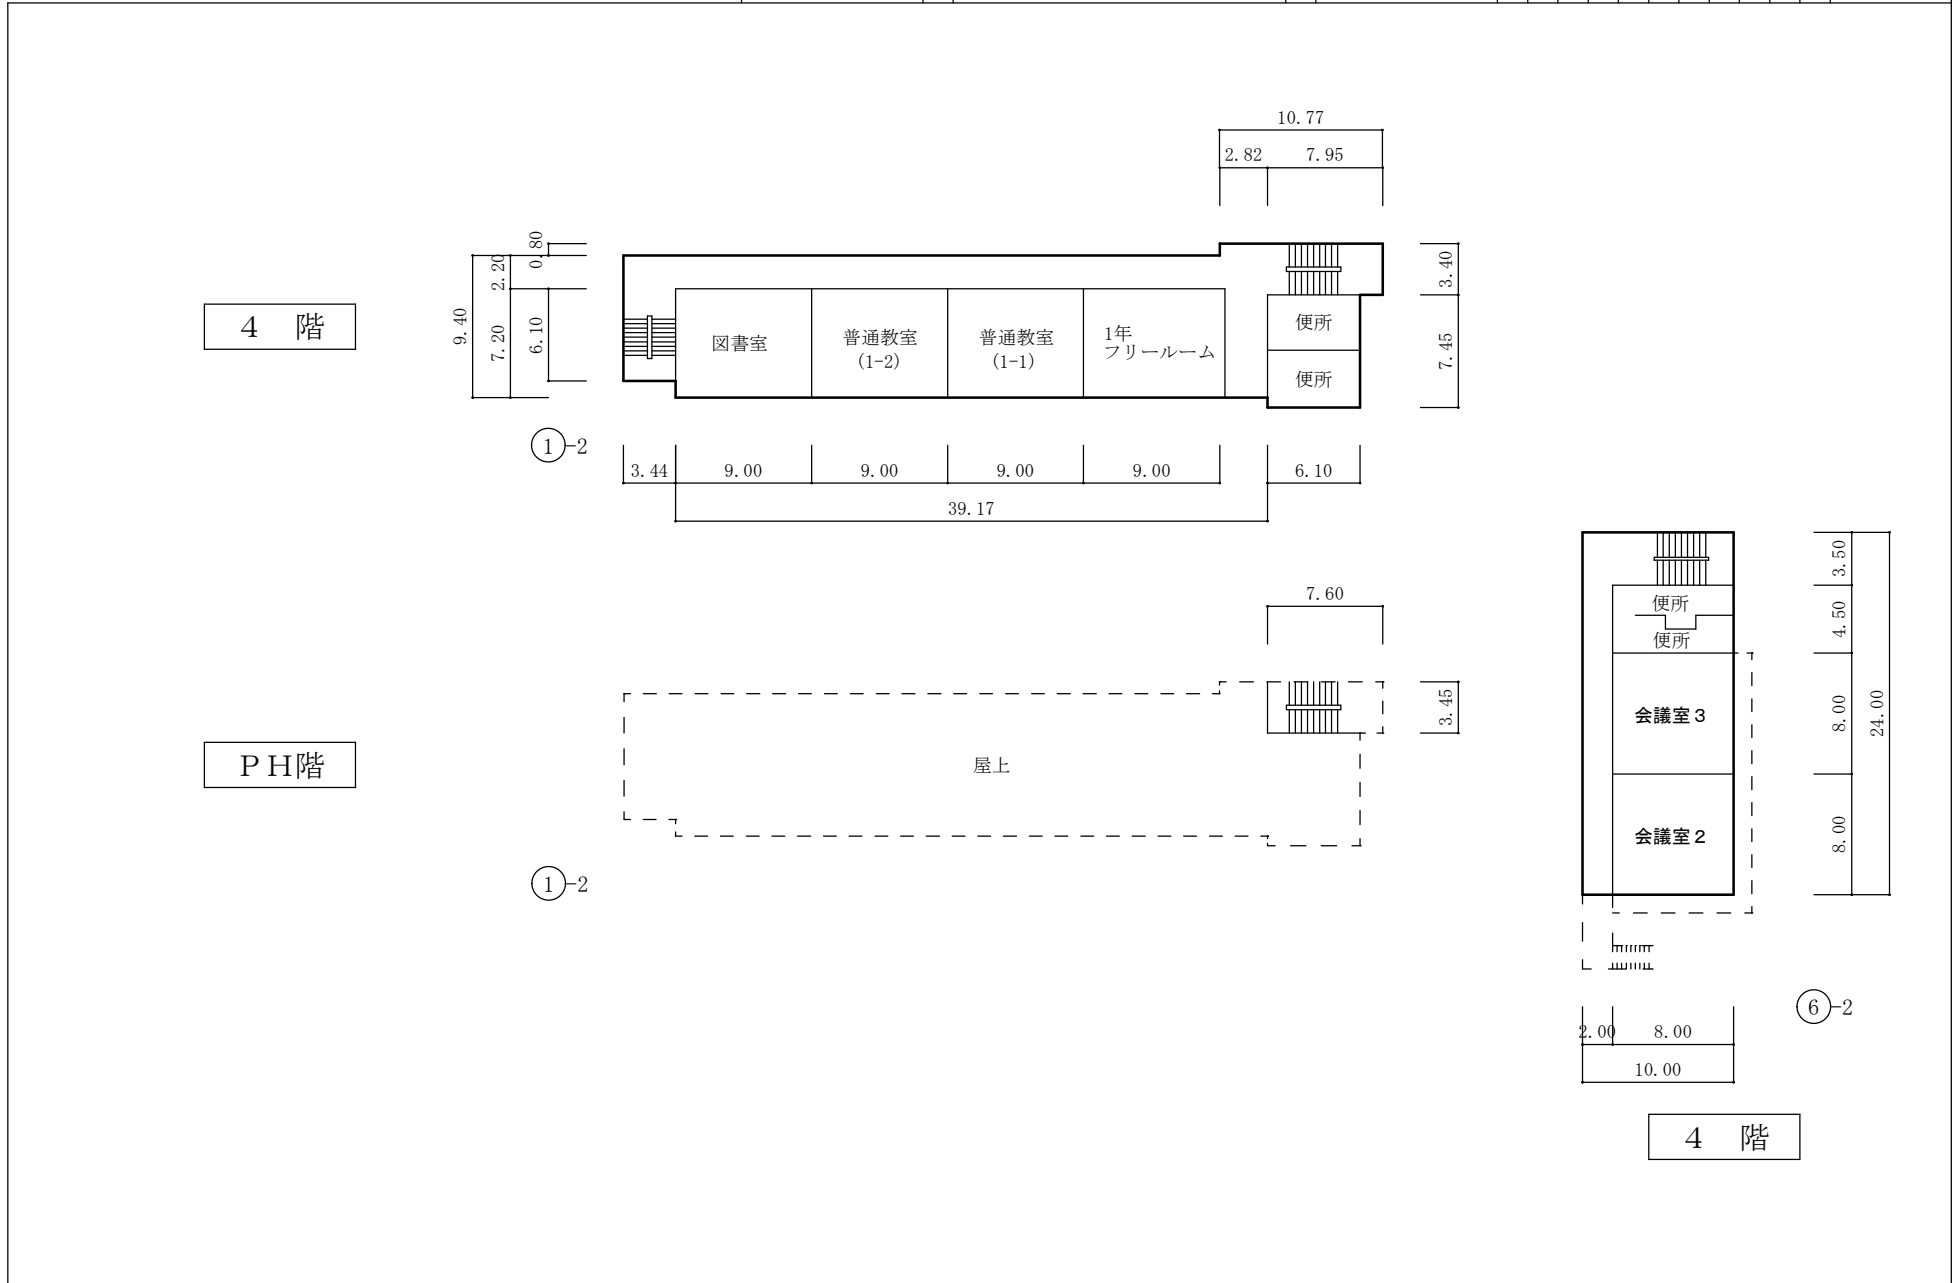 10.77
2.82 7.95
0.80
2.20
9.40
7.20
6.10
3.40
7.45
4 階
図書室
普通教室
(1-2)
普通教室
(1-1)
1年
フリールーム
便所
便所
①-2
3.44 9.00 9.00 9.00 9.00 6.10
39.17
7.60
3.45
PH階
屋上
①-2
3.50
4.50
8.00
24.00
8.00
便所
便所
会議室3
会議室2
⑥-2
2.00 8.00
10.00
4 階